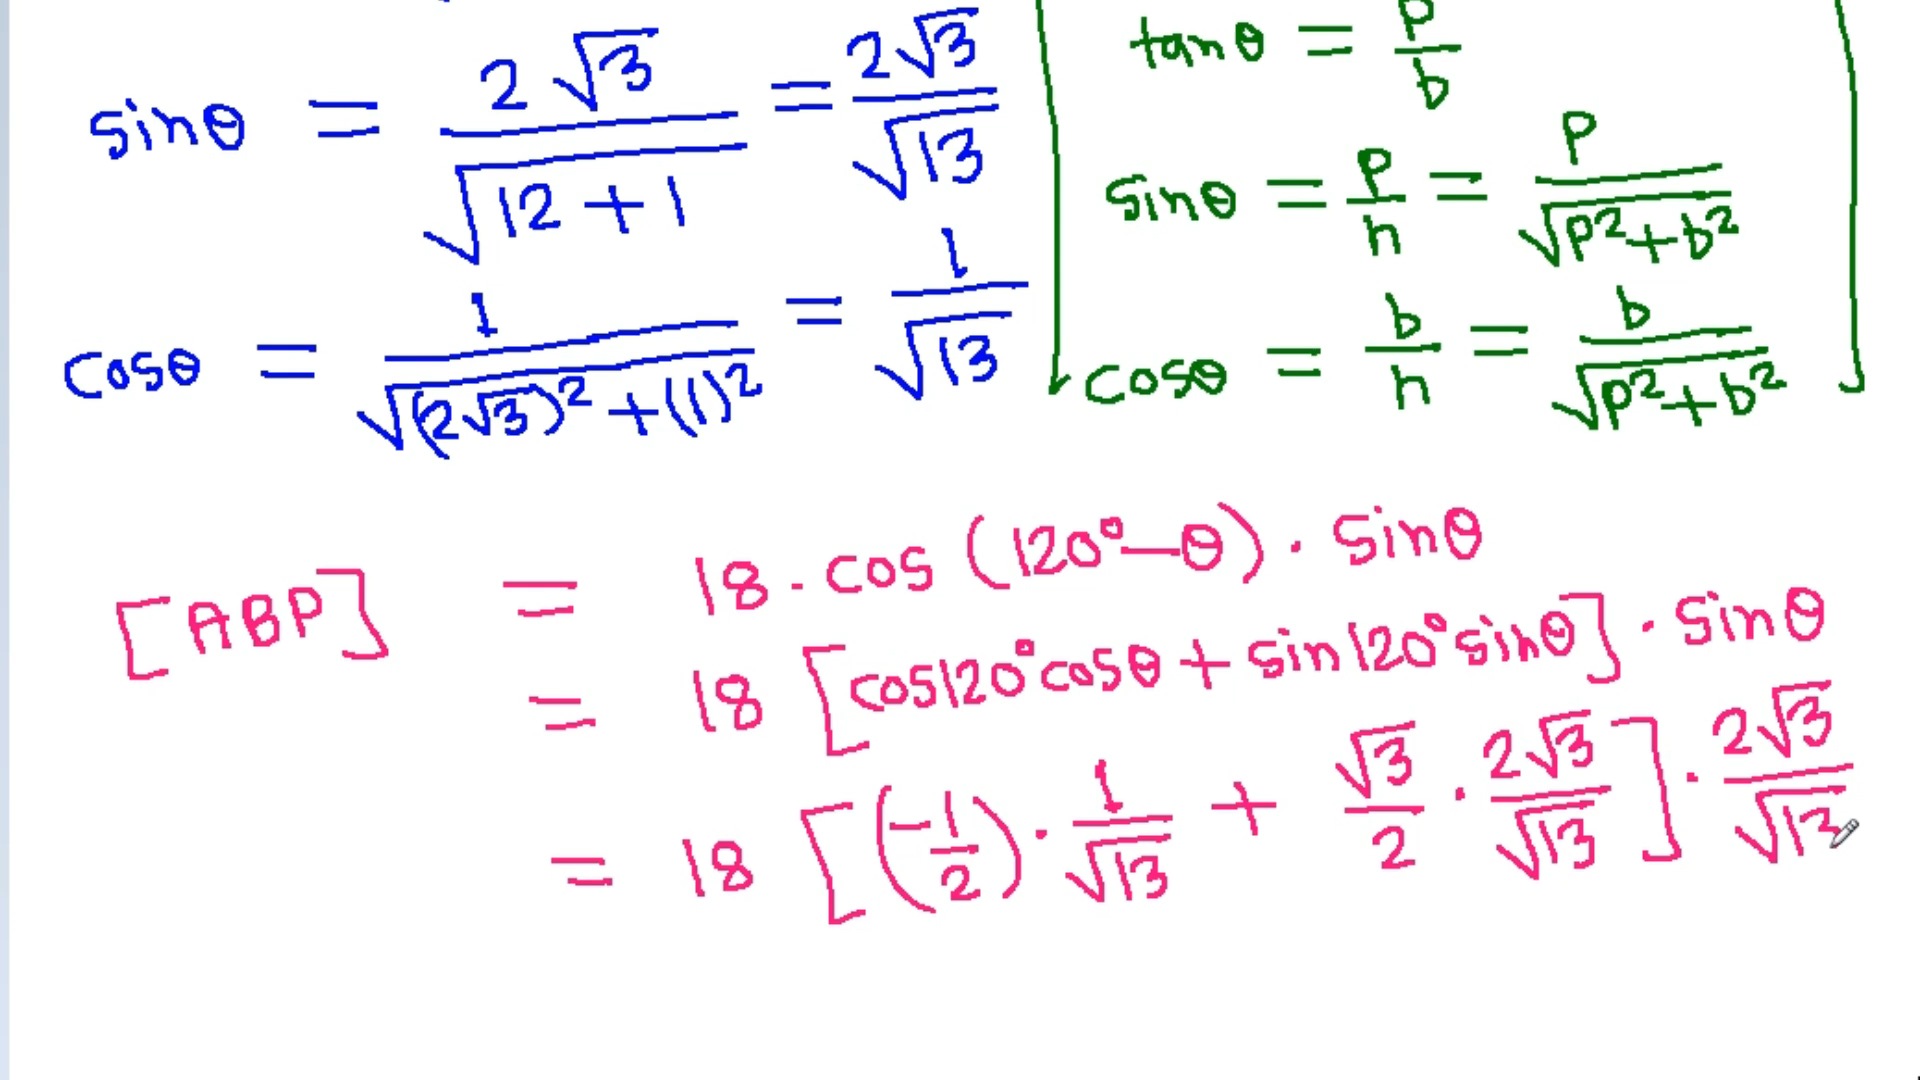 sinθ = 2√3 / √(12+1) = 2√3 / √13
cosθ = 1 / √((2√3)² + (1)²) = 1 / √13
tanθ = p/b
sinθ = p/h = p / √(p²+b²)
cosθ = b/h = b / √(p²+b²)
[ABP] = 18 · cos (120° − θ) · sinθ
= 18 [cos120° cosθ + sin120° sinθ] · sinθ
= 18 [(−1/2) · 1/√13 + √3/2 · 2√3/√13] · 2√3/√13